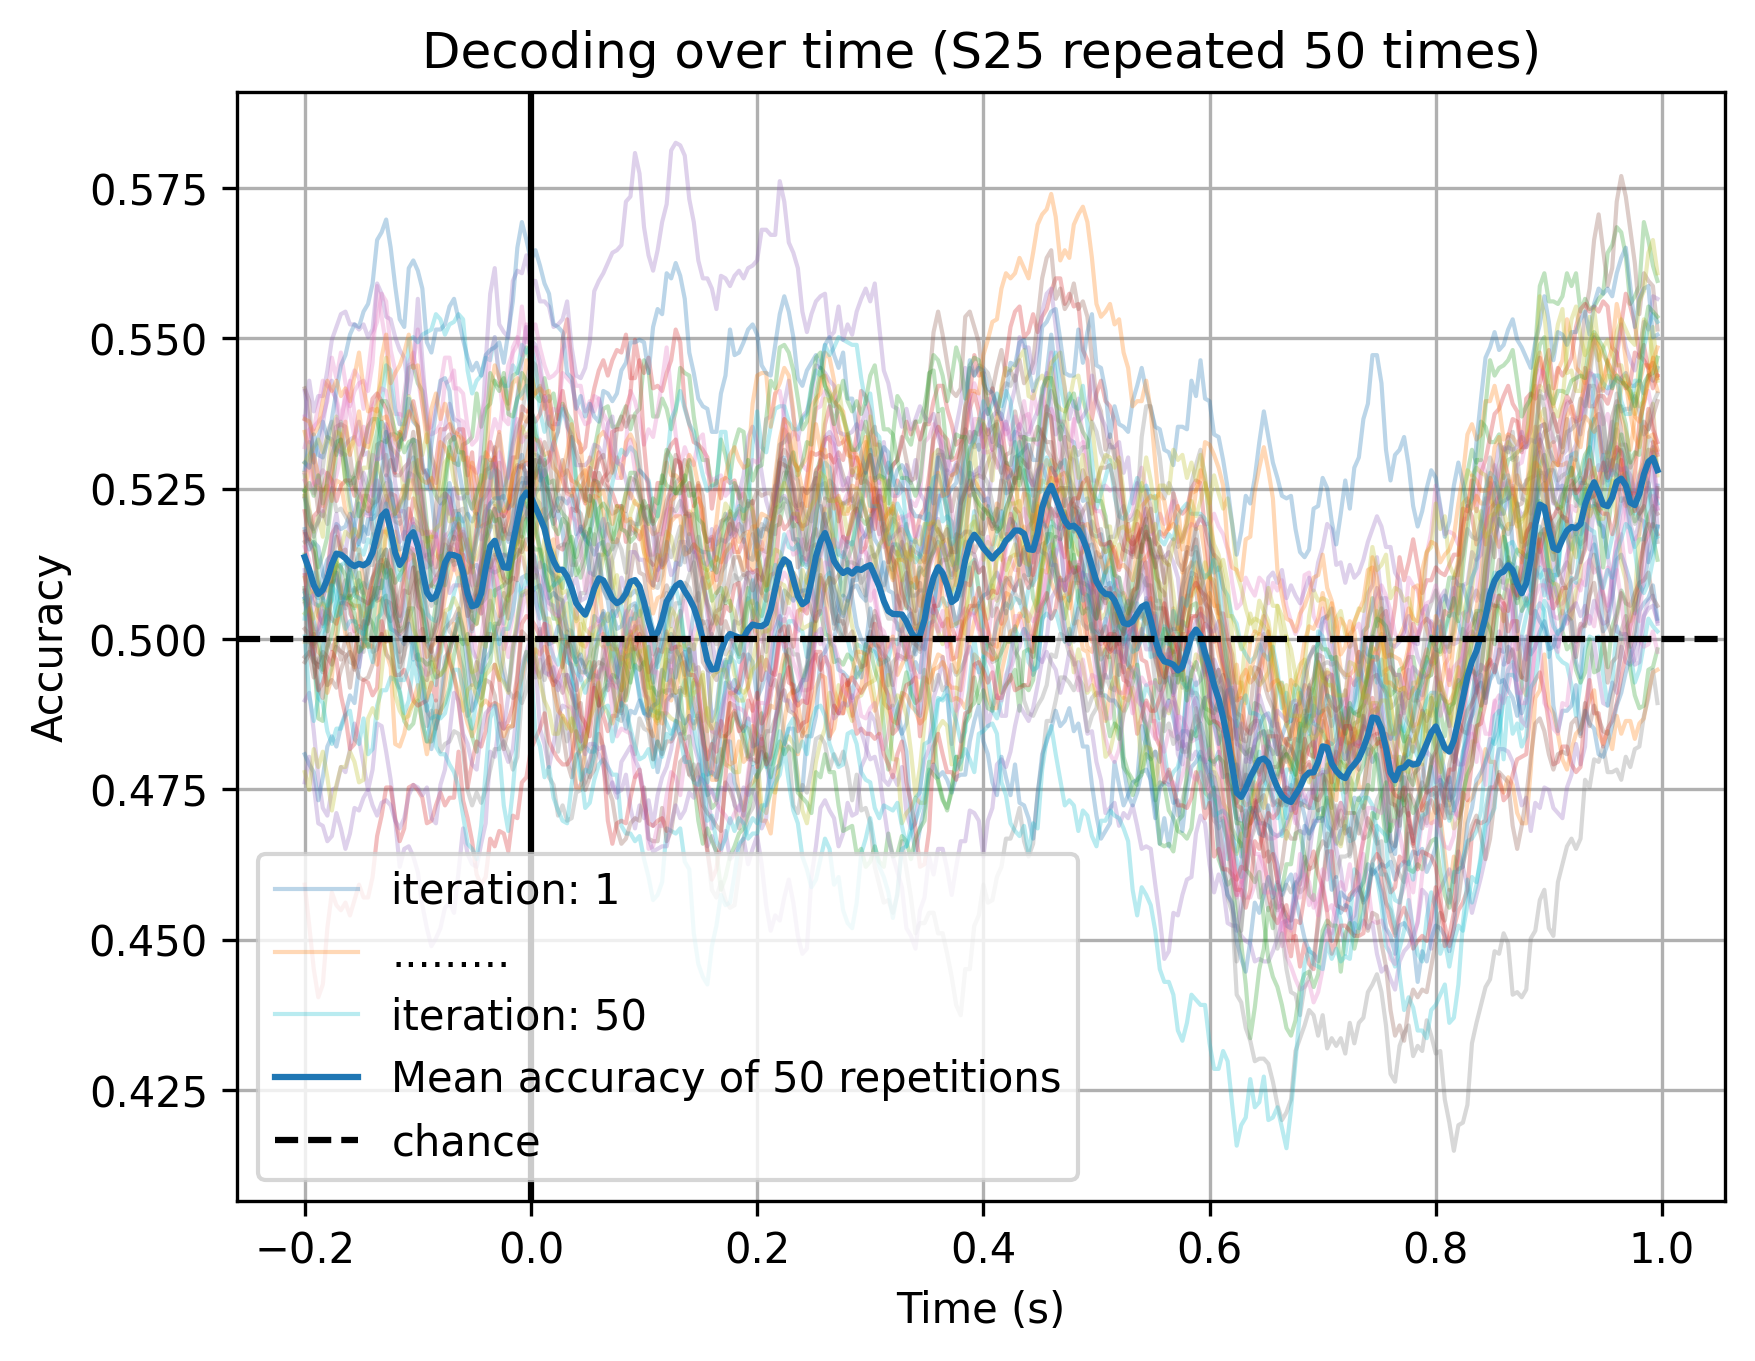 Decoding over time (S25 repeated 50 times)
Accuracy
0.575
0.550
0.525
0.500
0.475
0.450
0.425
iteration: 1
.........
iteration: 50
Mean accuracy of 50 repetitions
chance
−0.2 0.0 0.2 0.4 0.6 0.8 1.0
Time (s)